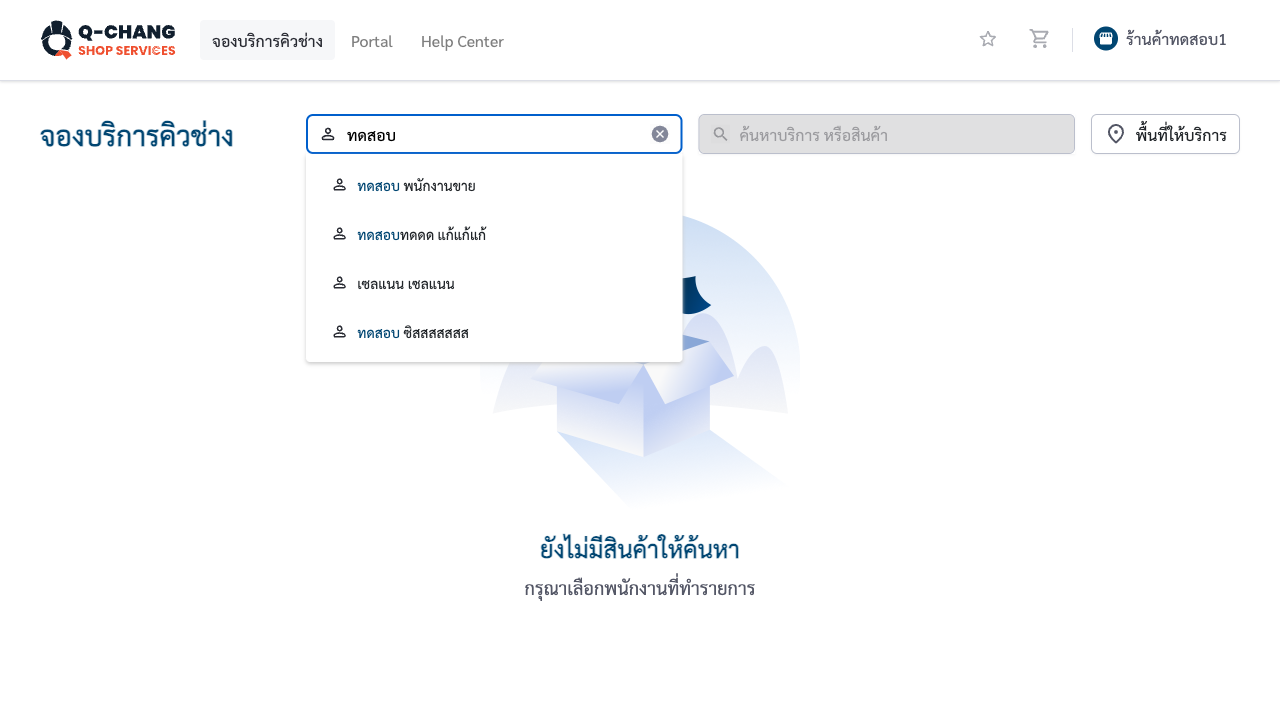 Q-CHANG
SHOP SERVICES
จองบริการคิวช่าง
Portal
Help Center
ร้านค้าทดสอบ1
จองบริการคิวช่าง
ทดสอบ
ค้นหาบริการ หรือสินค้า
พื้นที่ให้บริการ
ทดสอบ พนักงานขาย
ทดสอบทดดด แก้แก้แก้
เซลแนน เซลแนน
ทดสอบ ซิสสสสสส
ยังไม่มีสินค้าให้ค้นหา
กรุณาเลือกพนักงานที่ทำรายการ